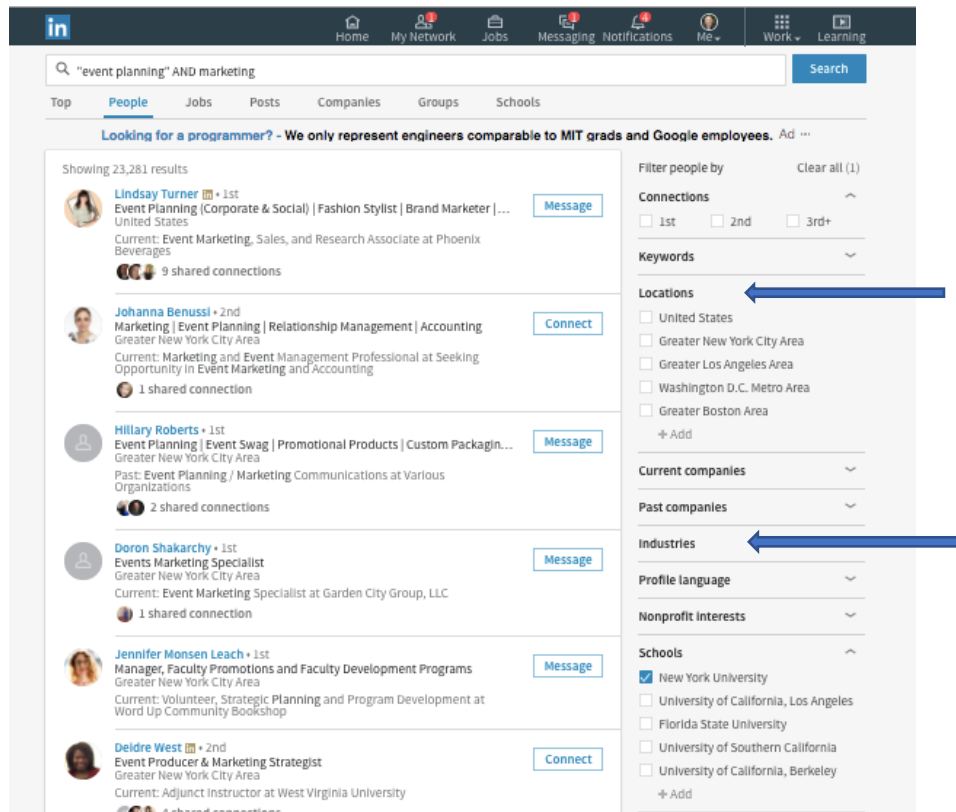 in
Home
1
My Network
Jobs
1
Messaging
4
Notifications
Me
Work
Learning
"event planning" AND marketing
Search
Top People Jobs Posts Companies Groups Schools
Looking for a programmer? - We only represent engineers comparable to MIT grads and Google employees. Ad ···
Showing 23,281 results
Lindsay Turner in • 1st
Event Planning (Corporate & Social) | Fashion Stylist | Brand Marketer |...
United States
Current: Event Marketing, Sales, and Research Associate at Phoenix
Beverages
9 shared connections
Message
Johanna Benussi • 2nd
Marketing | Event Planning | Relationship Management | Accounting
Greater New York City Area
Current: Marketing and Event Management Professional at Seeking
Opportunity in Event Marketing and Accounting
1 shared connection
Connect
Hillary Roberts • 1st
Event Planning | Event Swag | Promotional Products | Custom Packagin...
Greater New York City Area
Past: Event Planning / Marketing Communications at Various
Organizations
2 shared connections
Message
Doron Shakarchy • 1st
Events Marketing Specialist
Greater New York City Area
Current: Event Marketing Specialist at Garden City Group, LLC
1 shared connection
Message
Jennifer Monsen Leach • 1st
Manager, Faculty Promotions and Faculty Development Programs
Greater New York City Area
Current: Volunteer, Strategic Planning and Program Development at
Word Up Community Bookshop
Message
Deidre West in • 2nd
Event Producer & Marketing Strategist
Greater New York City Area
Current: Adjunct Instructor at West Virginia University
4 shared connections
Connect
Filter people by Clear all (1)
Connections
1st 2nd 3rd+
Keywords
Locations
United States
Greater New York City Area
Greater Los Angeles Area
Washington D.C. Metro Area
Greater Boston Area
+ Add
Current companies
Past companies
Industries
Profile language
Nonprofit interests
Schools
New York University
University of California, Los Angeles
Florida State University
University of Southern California
University of California, Berkeley
+ Add